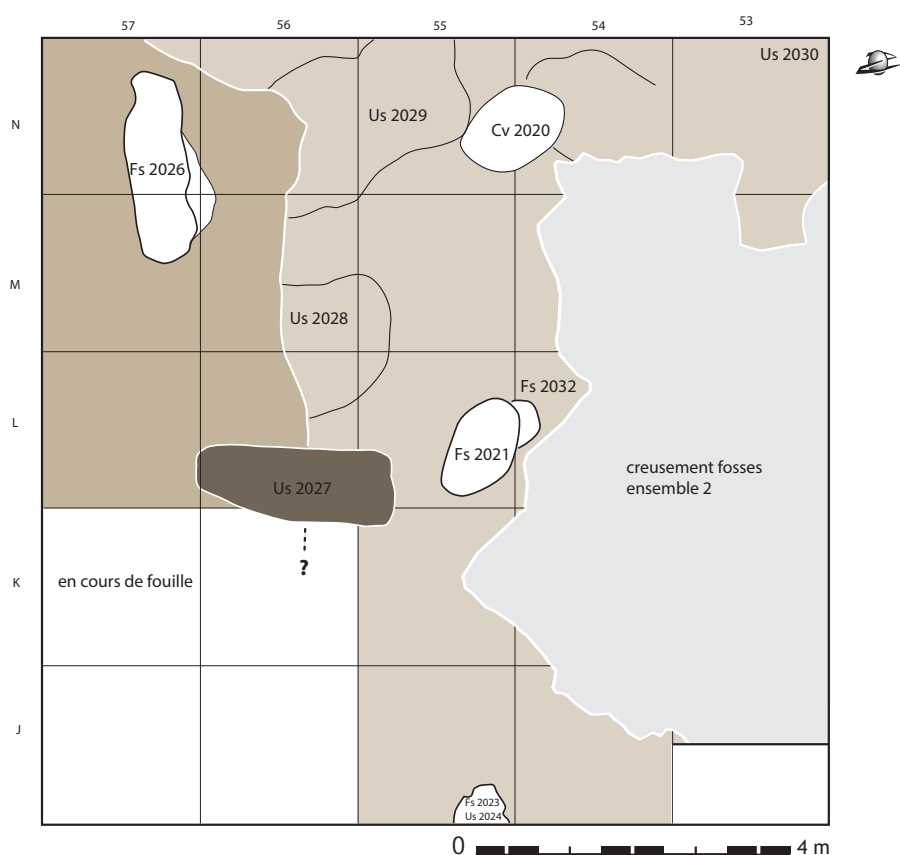 57 56 55 54 53
Us 2030
N
Us 2029
Cv 2020
Fs 2026
M
Us 2028
Fs 2032
L
Fs 2021
creusement fosses
ensemble 2
Us 2027
?
K
en cours de fouille
J
Fs 2023
Us 2024
0 4 m